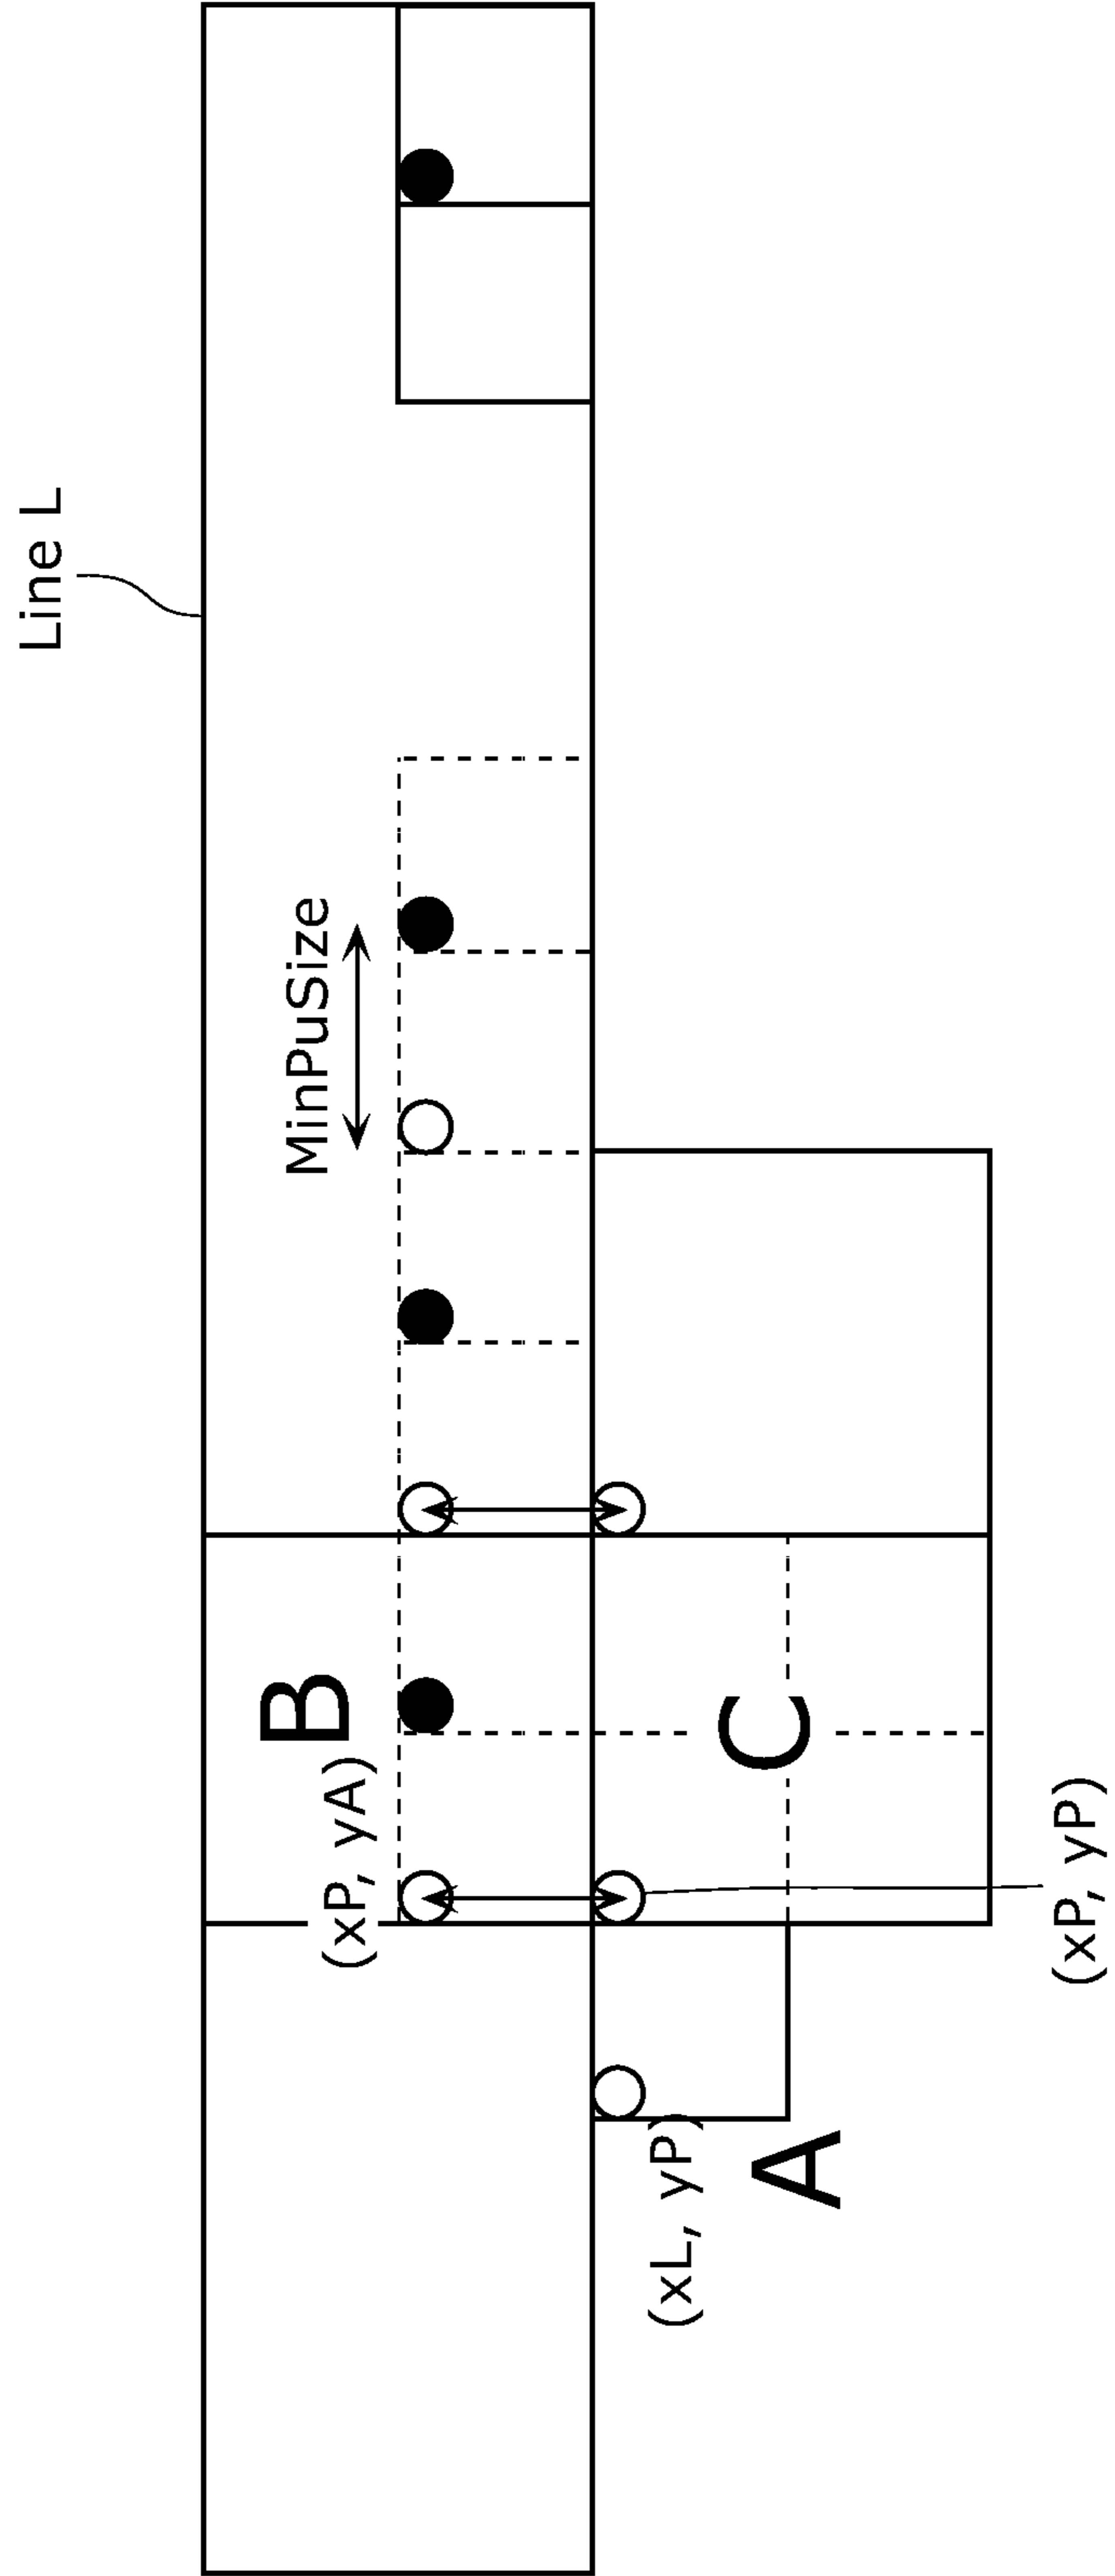 Line L
MinPuSize
B
(xP, yA)
C
(xP, yP)
(xL, yP)
A